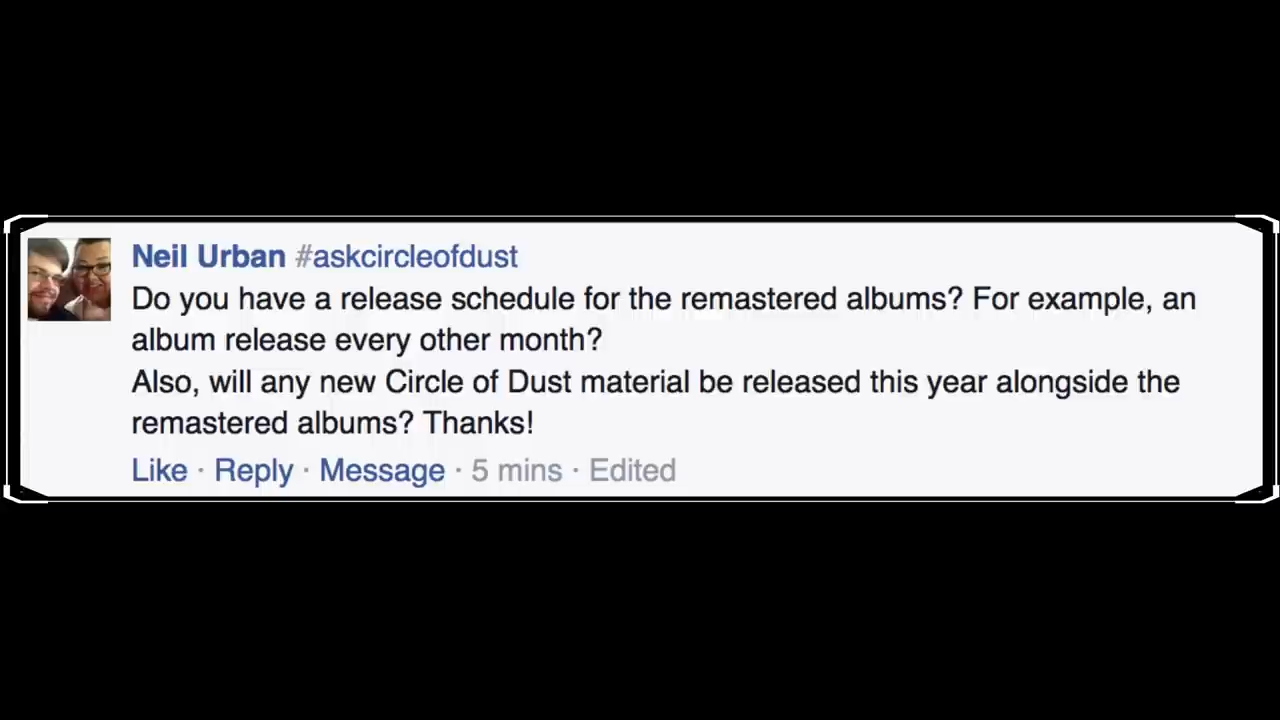 Neil Urban #askcircleofdust
Do you have a release schedule for the remastered albums? For example, an
album release every other month?
Also, will any new Circle of Dust material be released this year alongside the
remastered albums? Thanks!
Like · Reply · Message · 5 mins · Edited